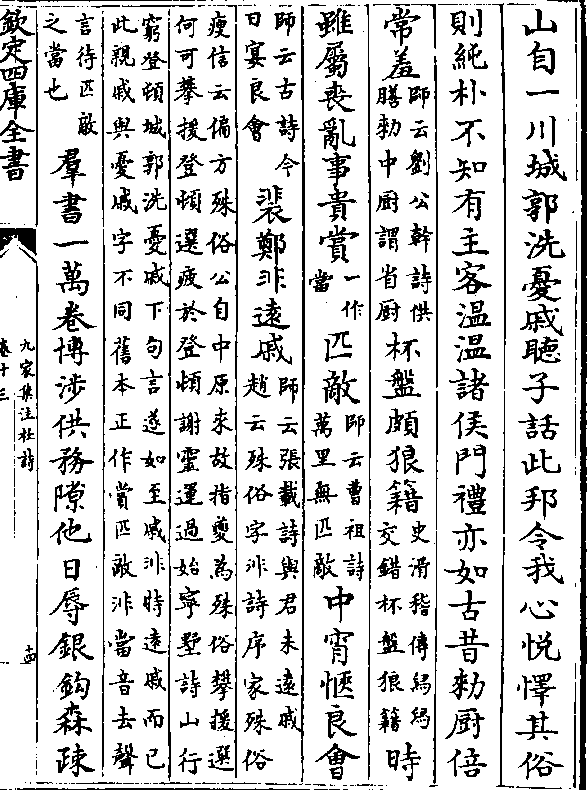 山自一川城郭洗憂戚聽子話此邦令我心悅懌其俗
則純朴不知有主客温温諸侯門禮亦如古昔勅厨倍
常羞師云劉公幹詩供膳勅中厨謂省厨杯盤頗狼籍史滑稽傳舄舄交錯杯盤狼籍時
雖屬喪亂事貴賞一作當匹敵師云曹祖詩萬里無匹敵中宵愜良會
師云古詩今日宴良會裴鄭非遠戚師云張載詩與君未遠戚趙云殊俗字非詩序家殊俗
瘦信云偏方殊俗公自中原來故指夔為殊俗攀援選何可攀援登頓選疲於登頓謝靈運過始寧墅詩山行
窮登頓城郭洗憂戚下句言遂如至戚非時遠戚而已此親戚與憂戚字不同舊本正作賞匹敵非當音去聲
言待匹敵之當也羣書一萬卷博涉供務隙他日辱銀鈎森疎
欽定四庫全書
九家集注杜詩
卷十三
十四